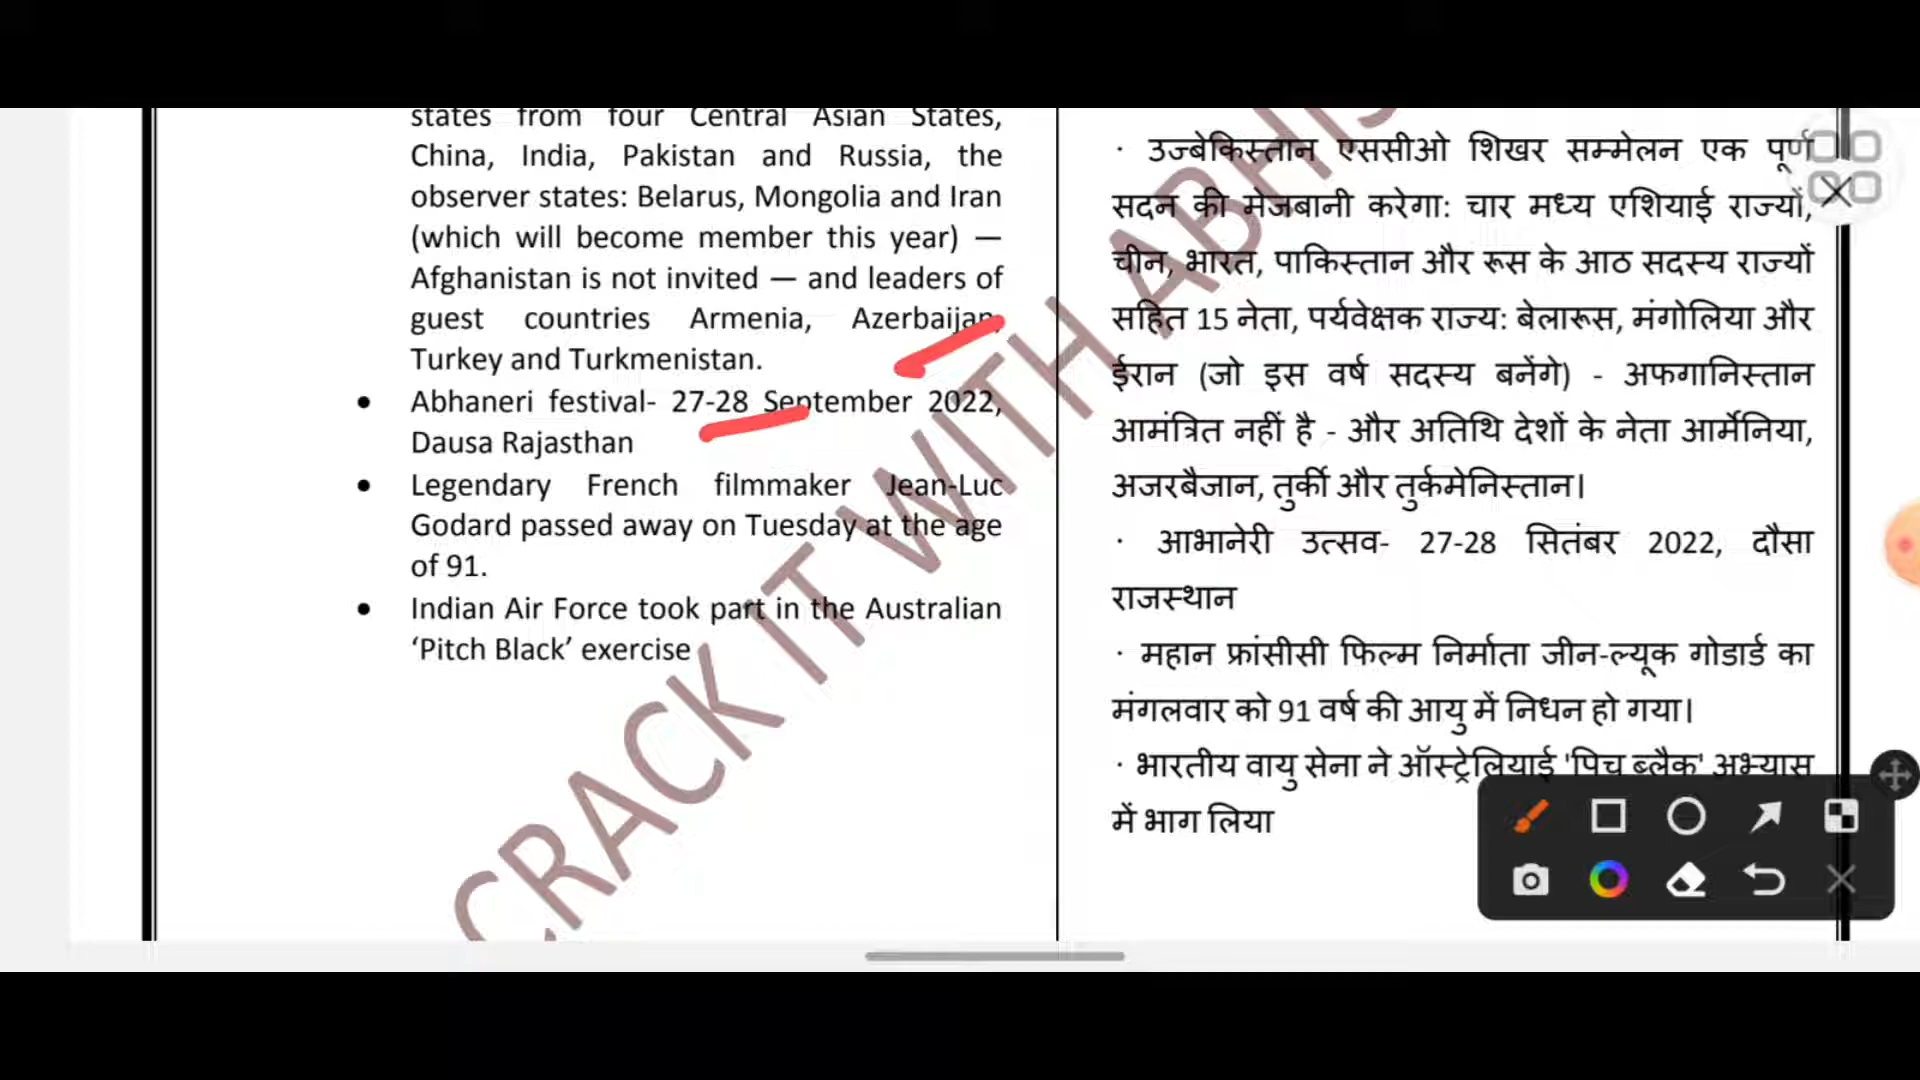 states from four Central Asian States,
China, India, Pakistan and Russia, the
observer states: Belarus, Mongolia and Iran
(which will become member this year) —
Afghanistan is not invited — and leaders of
guest countries Armenia, Azerbaijan,
Turkey and Turkmenistan.
• Abhaneri festival- 27-28 September 2022,
Dausa Rajasthan
• Legendary French filmmaker Jean-Luc
Godard passed away on Tuesday at the age
of 91.
• Indian Air Force took part in the Australian
‘Pitch Black’ exercise
· उज्बेकिस्तान एससीओ शिखर सम्मेलन एक पूर्ण
सदन की मेजबानी करेगा: चार मध्य एशियाई राज्यों,
चीन, भारत, पाकिस्तान और रूस के आठ सदस्य राज्यों
सहित 15 नेता, पर्यवेक्षक राज्य: बेलारूस, मंगोलिया और
ईरान (जो इस वर्ष सदस्य बनेंगे) - अफगानिस्तान
आमंत्रित नहीं है - और अतिथि देशों के नेता आर्मेनिया,
अजरबैजान, तुर्की और तुर्कमेनिस्तान।
· आभानेरी उत्सव- 27-28 सितंबर 2022, दौसा
राजस्थान
· महान फ्रांसीसी फिल्म निर्माता जीन-ल्यूक गोडार्ड का
मंगलवार को 91 वर्ष की आयु में निधन हो गया।
· भारतीय वायु सेना ने ऑस्ट्रेलियाई 'पिच ब्लैक' अभ्यास
में भाग लिया
CRACK IT WITH ABHIS